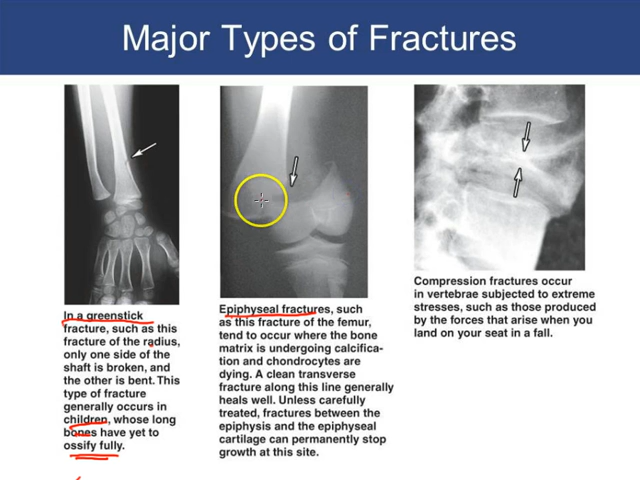 Major Types of Fractures
In a greenstick
fracture, such as this
fracture of the radius,
only one side of the
shaft is broken, and
the other is bent. This
type of fracture
generally occurs in
children, whose long
bones have yet to
ossify fully.
Epiphyseal fractures, such
as this fracture of the femur,
tend to occur where the bone
matrix is undergoing calcifica-
tion and chondrocytes are
dying. A clean transverse
fracture along this line generally
heals well. Unless carefully
treated, fractures between the
epiphysis and the epiphyseal
cartilage can permanently stop
growth at this site.
Compression fractures occur
in vertebrae subjected to extreme
stresses, such as those produced
by the forces that arise when you
land on your seat in a fall.